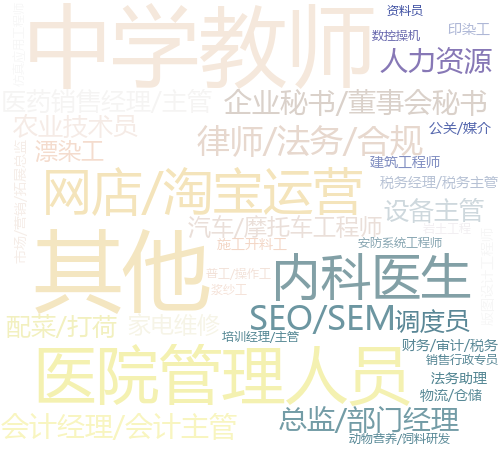 资料员
中学教师
数控操机
印染工
人力资源
医药销售经理/主管
企业秘书/董事会秘书
农业技术员
律师/法务/合规
公关/媒介
漂染工
建筑工程师
网店/淘宝运营
税务经理/税务主管
设备主管
汽车/摩托车工程师
岩土工程
其他
施工开料工
安防系统工程师
内科医生
普工/操作工
浆纱工
SEO/SEM
调度员
配菜/打荷
家电维修
培训经理/主管
财务/审计/税务
医院管理人员
销售行政专员
法务助理
物流/仓储
总监/部门经理
会计经理/会计主管
动物营养/饲料研发